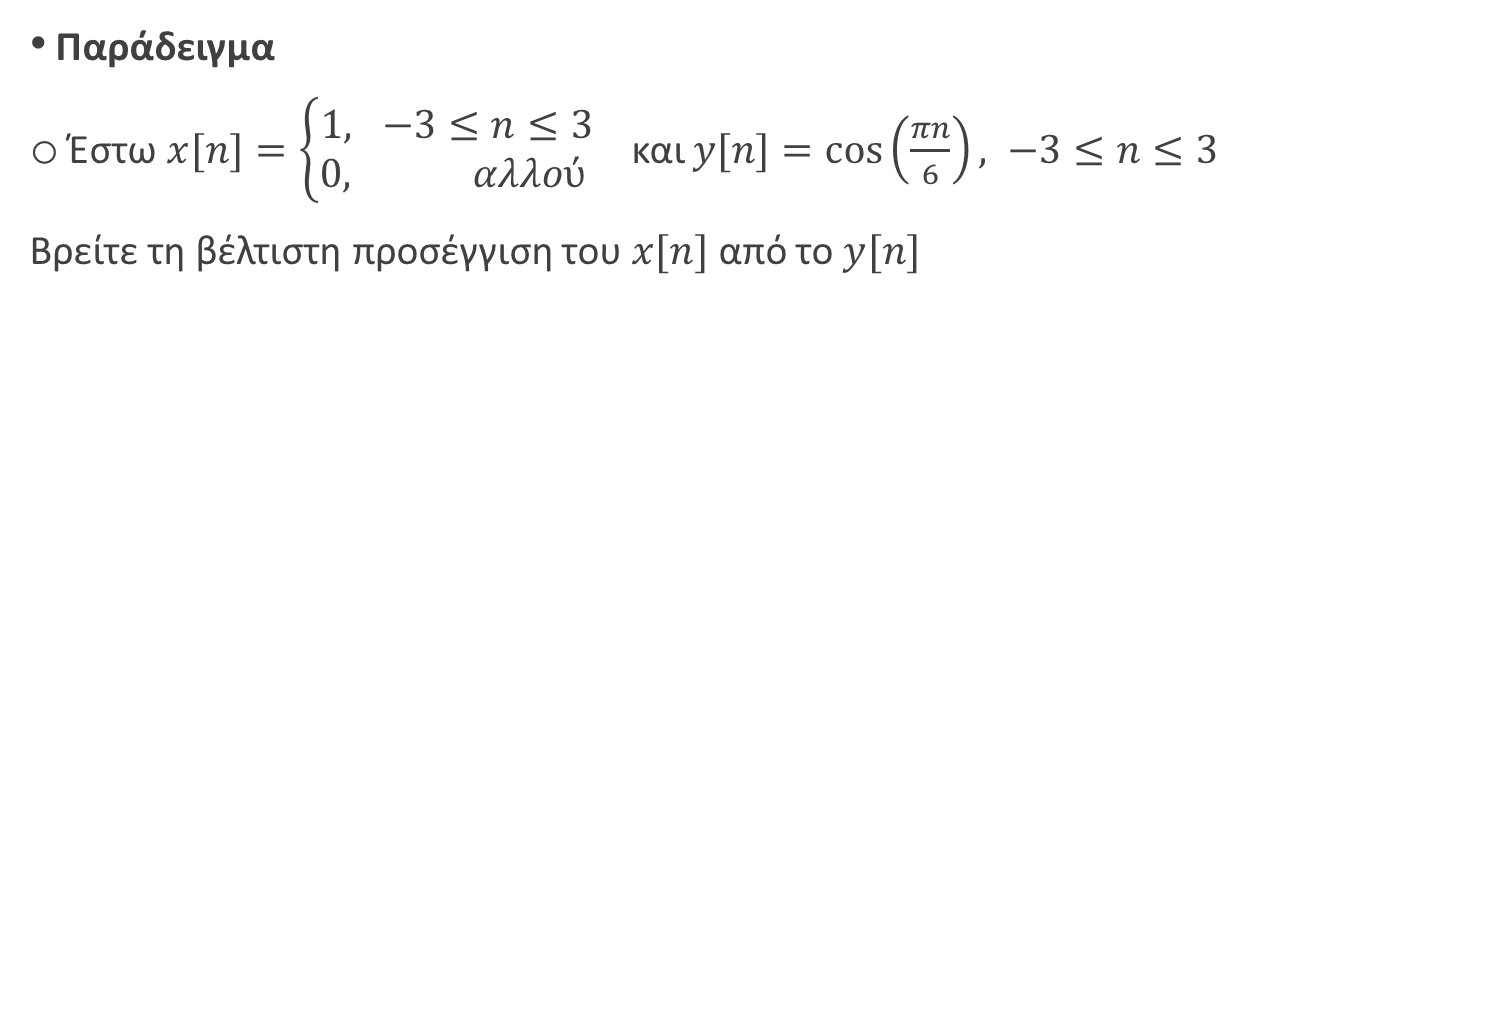 • Παράδειγμα
○ Έστω x[n] = {1, −3 ≤ n ≤ 3 0, αλλού και y[n] = cos(πn/6), −3 ≤ n ≤ 3
Βρείτε τη βέλτιστη προσέγγιση του x[n] από το y[n]